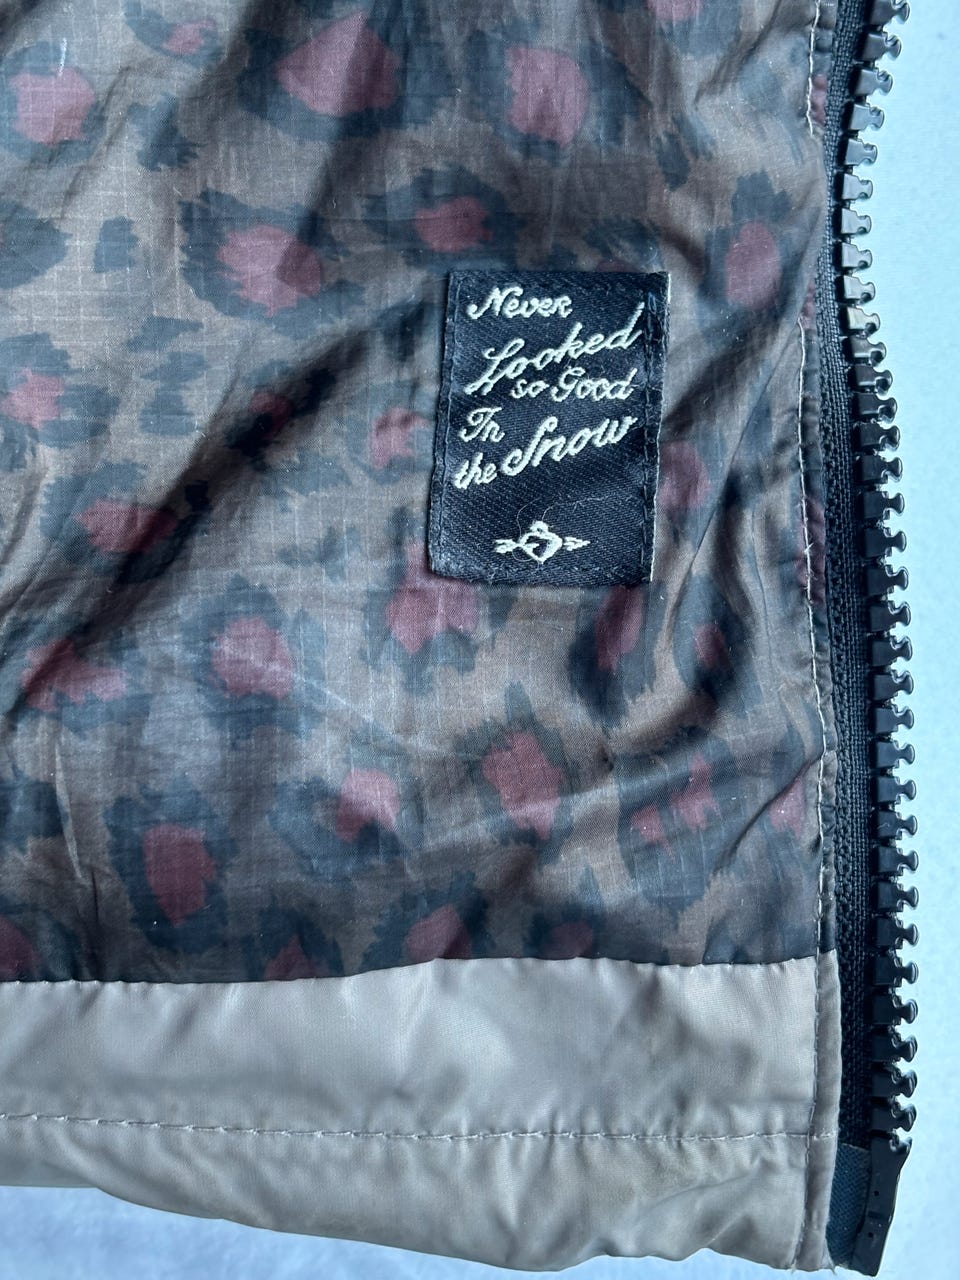 Never
Looked
so Good
In
the Snow